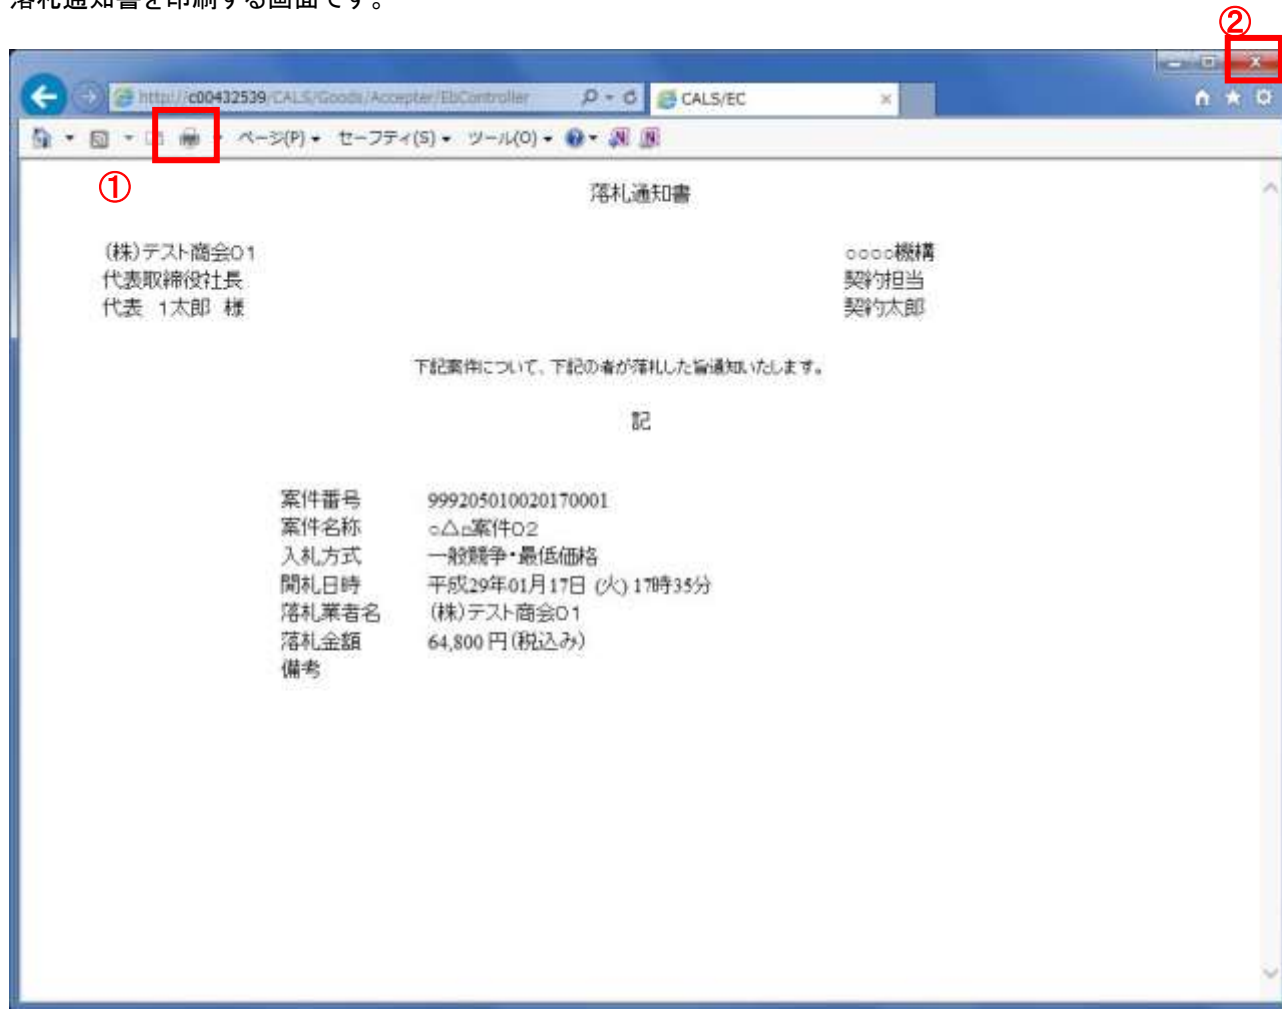 落札通知書を印刷する画面です。
②
http://c00432539/CALS/Goods/Accepter/EbController
CALS/EC
ページ(P) セーフティ(S) ツール(O)
①
落札通知書
(株)テスト商会01
代表取締役社長
代表 1太郎 様
○○○○機構
契約担当
契約太郎
下記案件について、下記の者が落札した旨通知いたします。
記
案件番号 999205010020170001
案件名称 ○△□案件02
入札方式 一般競争・最低価格
開札日時 平成29年01月17日 (火) 17時35分
落札業者名 (株)テスト商会01
落札金額 64,800 円(税込み)
備考